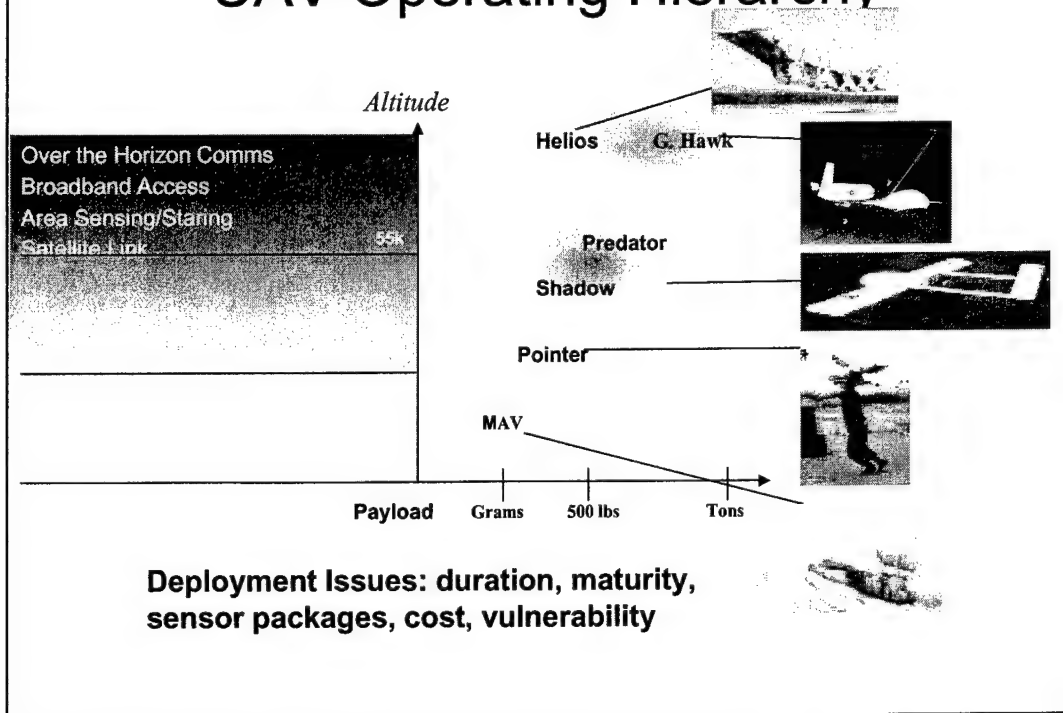 UAV Operating Hierarchy
Altitude
Over the Horizon Comms
Broadband Access
Area Sensing/Staring
Satellite Link
55k
Helios
G. Hawk
Predator
Shadow
Pointer
MAV
Payload
Grams
500 lbs
Tons
Deployment Issues: duration, maturity,
sensor packages, cost, vulnerability